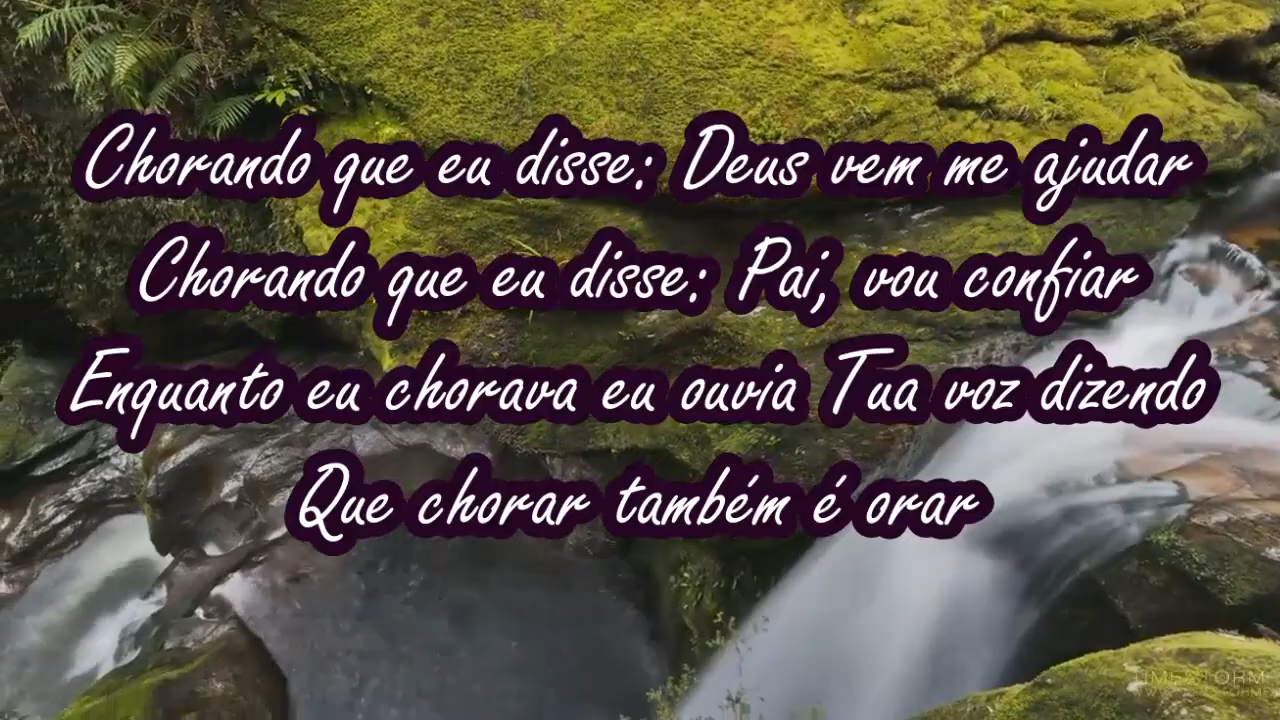 Chorando que eu disse: Deus vem me ajudar
Chorando que eu disse: Pai, vou confiar
Enquanto eu chorava eu ouvia Tua voz dizendo
Que chorar também é orar